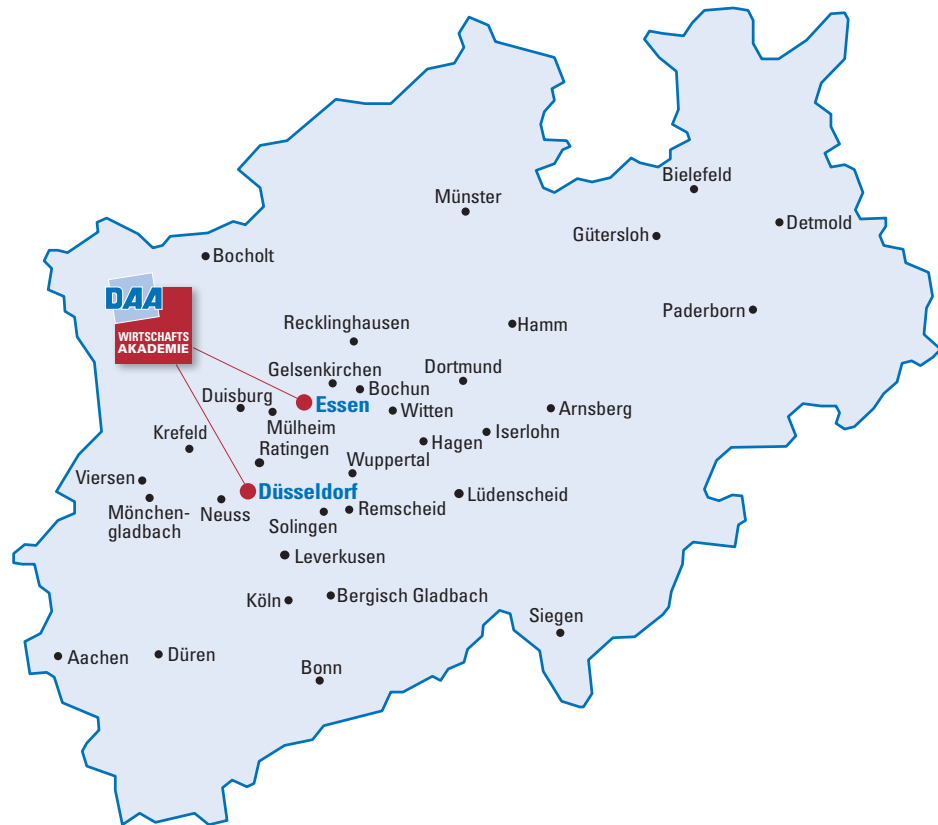 Bielefeld
Münster
Detmold
Gütersloh
Bocholt
DAA
WIRTSCHAFTS
AKADEMIE
Paderborn
Recklinghausen
Hamm
Gelsenkirchen
Dortmund
Duisburg
Bochun
Essen
Witten
Arnsberg
Mülheim
Krefeld
Iserlohn
Hagen
Ratingen
Wuppertal
Viersen
Düsseldorf
Lüdenscheid
Mönchen-
gladbach
Neuss
Remscheid
Solingen
Leverkusen
Köln
Bergisch Gladbach
Siegen
Aachen
Düren
Bonn